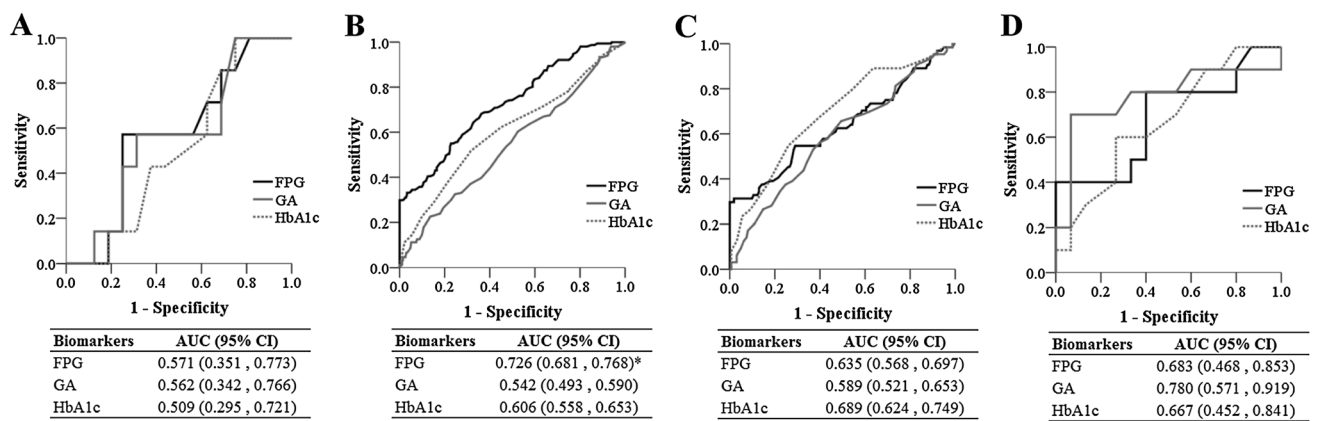 A
1.0
0.8
0.6
0.4
0.2
0.0
Sensitivity
FPG
GA
HbA1c
0.0 0.2 0.4 0.6 0.8 1.0
1 - Specificity
Biomarkers AUC (95% CI)
FPG 0.571 (0.351 , 0.773)
GA 0.562 (0.342 , 0.766)
HbA1c 0.509 (0.295 , 0.721)
B
1.0
0.8
0.6
0.4
0.2
0.0
Sensitivity
FPG
GA
HbA1c
0.0 0.2 0.4 0.6 0.8 1.0
1 - Specificity
Biomarkers AUC (95% CI)
FPG 0.726 (0.681 , 0.768)*
GA 0.542 (0.493 , 0.590)
HbA1c 0.606 (0.558 , 0.653)
C
1.0
0.8
0.6
0.4
0.2
0.0
Sensitivity
FPG
GA
HbA1c
0.0 0.2 0.4 0.6 0.8 1.0
1 - Specificity
Biomarkers AUC (95% CI)
FPG 0.635 (0.568 , 0.697)
GA 0.589 (0.521 , 0.653)
HbA1c 0.689 (0.624 , 0.749)
D
1.0
0.8
0.6
0.4
0.2
0.0
Sensitivity
FPG
GA
HbA1c
0.0 0.2 0.4 0.6 0.8 1.0
1 - Specificity
Biomarkers AUC (95% CI)
FPG 0.683 (0.468 , 0.853)
GA 0.780 (0.571 , 0.919)
HbA1c 0.667 (0.452 , 0.841)